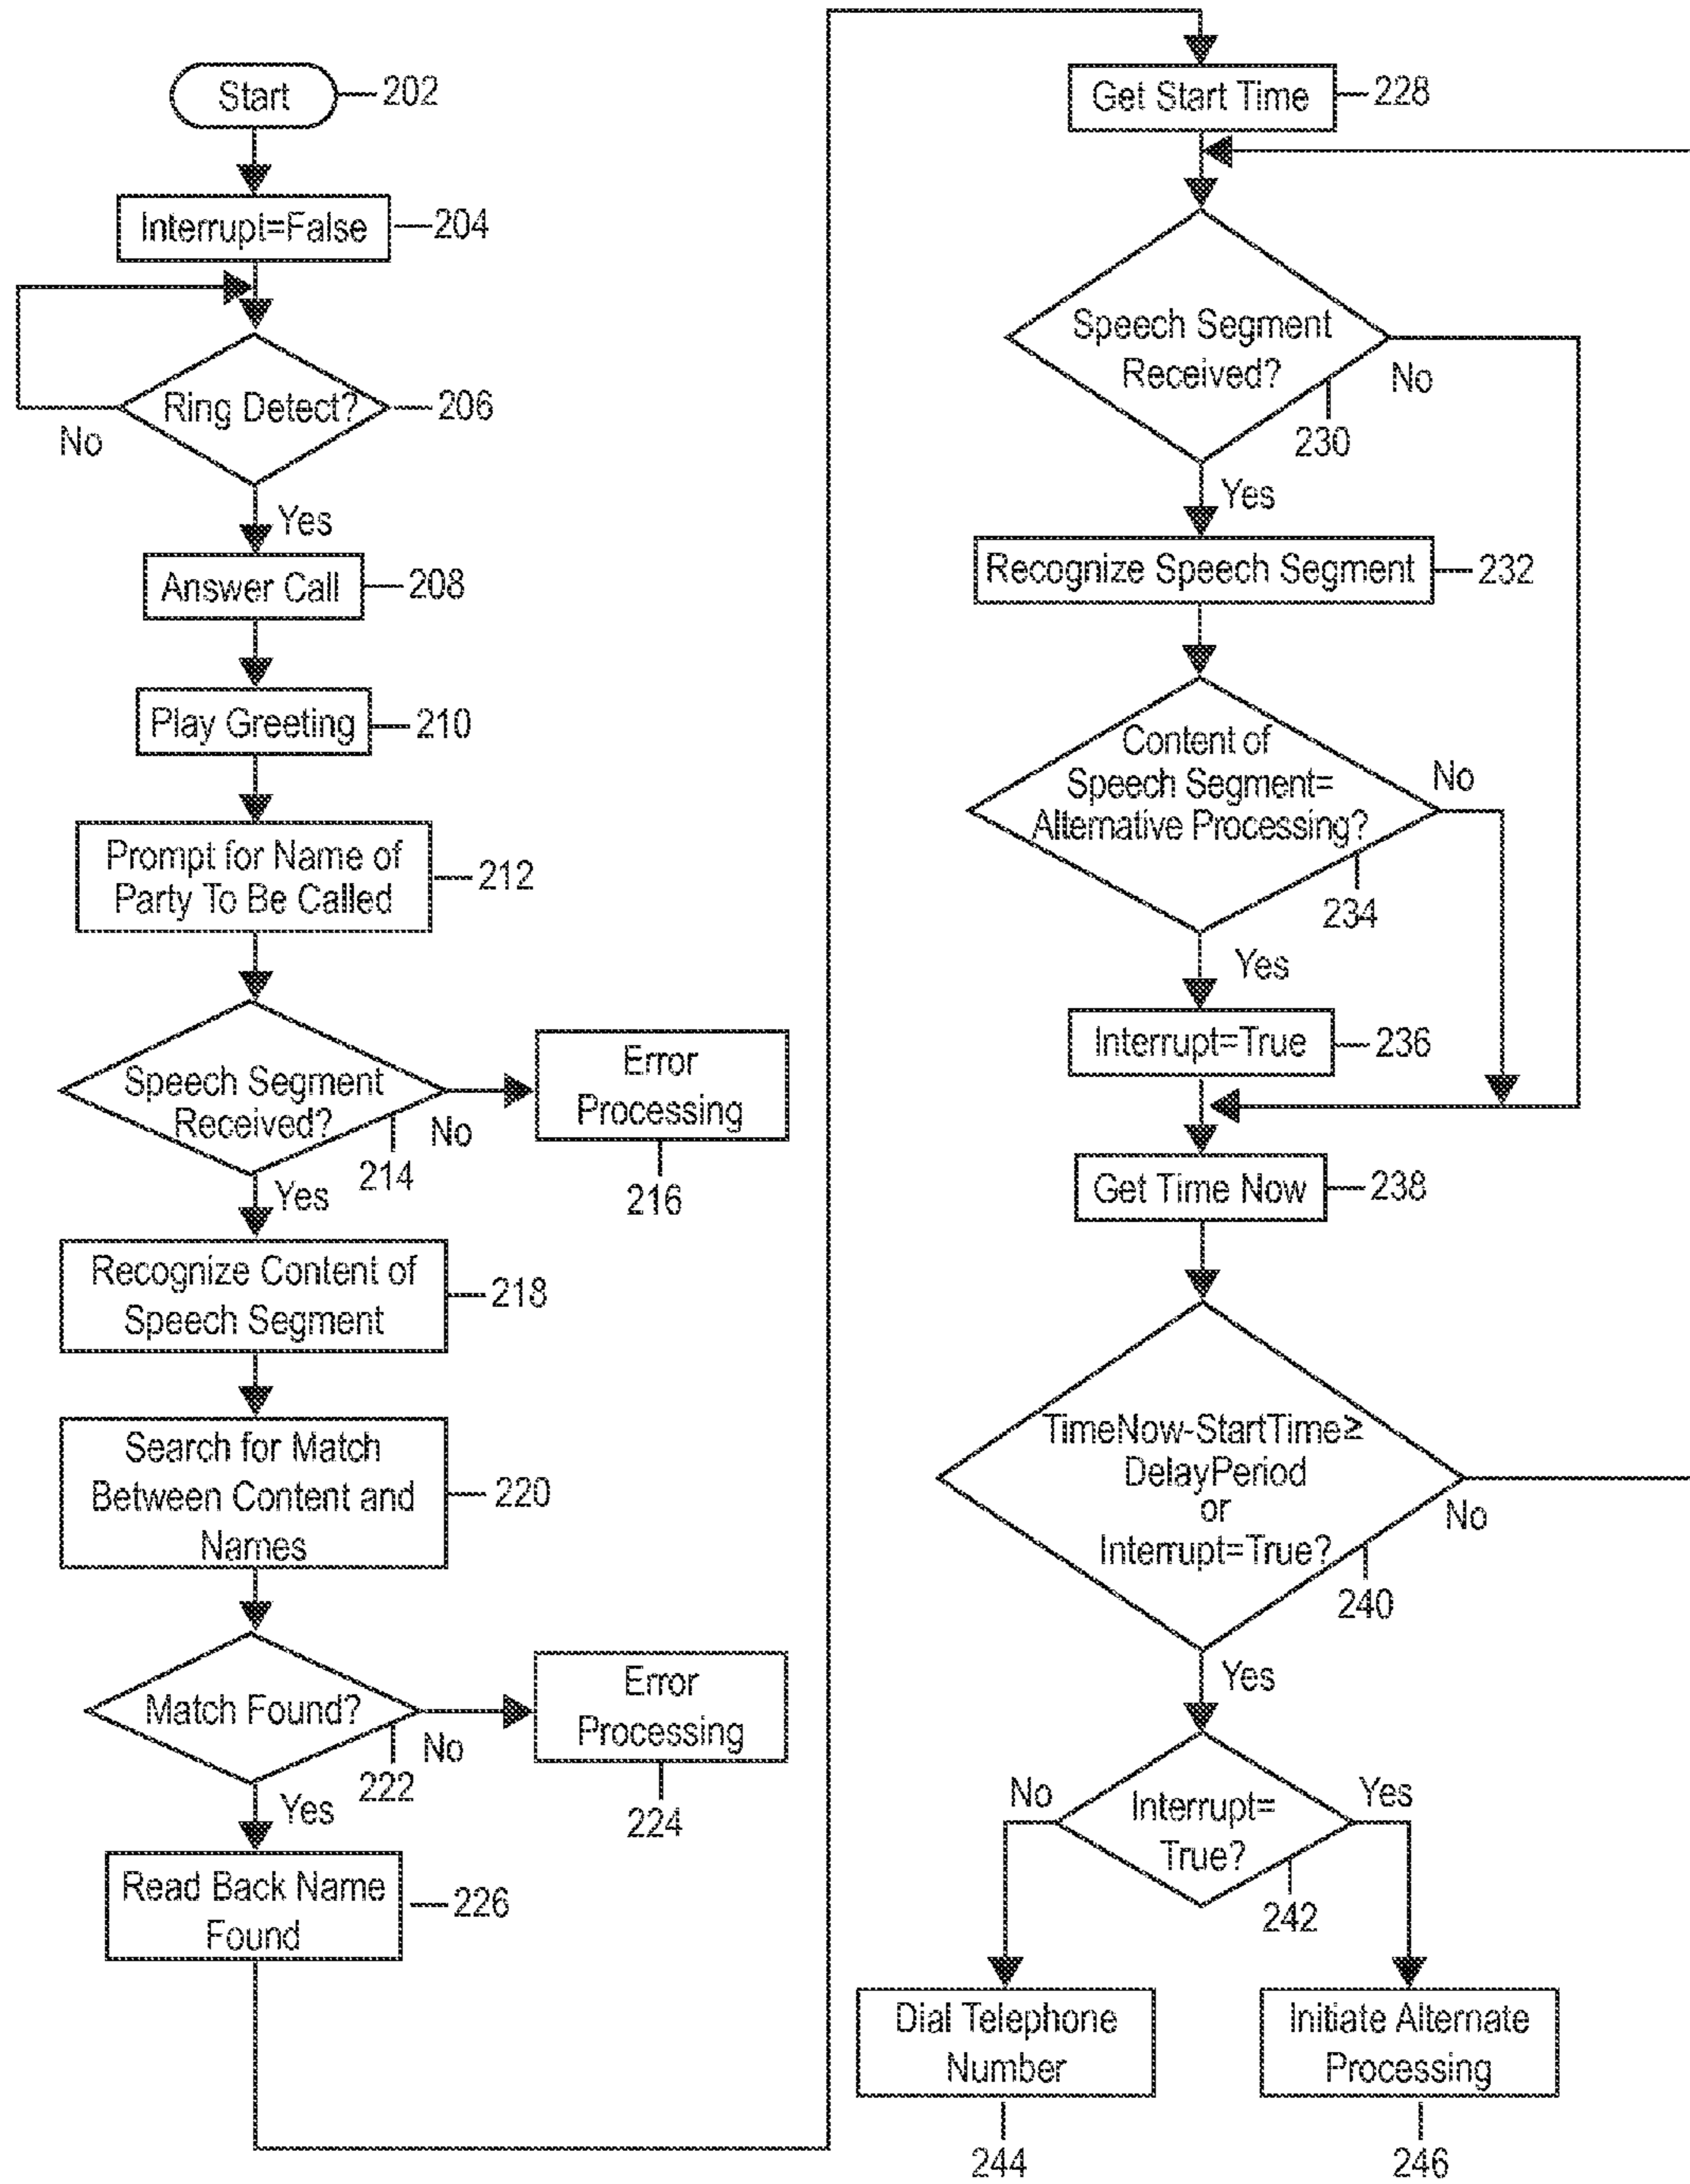 Start
202
Interrupt=False
204
Ring Detect?
206
No
Yes
Answer Call
208
Play Greeting
210
Prompt for Name of
Party To Be Called
212
Speech Segment
Received?
214
No
Error
Processing
216
Yes
Recognize Content of
Speech Segment
218
Search for Match
Between Content and
Names
220
Match Found?
222
No
Error
Processing
224
Yes
Read Back Name
Found
226
Get Start Time
228
Speech Segment
Received?
No
230
Yes
Recognize Speech Segment
232
Content of
Speech Segment=
Alternative Processing?
No
234
Yes
Interrupt=True
236
Get Time Now
238
TimeNow-StartTime≥
DelayPeriod
or
Interrupt=True?
No
240
Yes
Interrupt=
True?
No
Yes
242
Dial Telephone
Number
244
Initiate Alternate
Processing
246